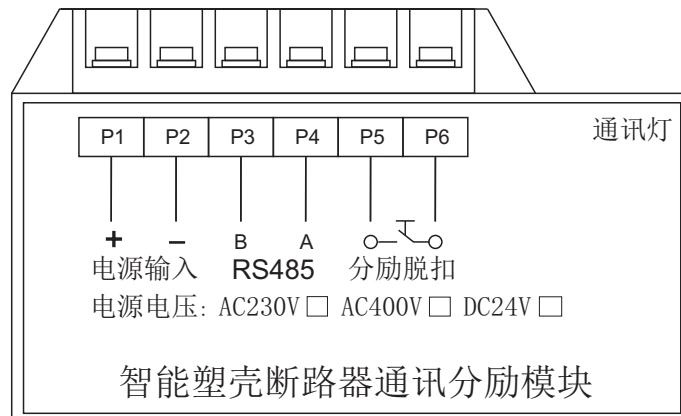 P1 P2 P3 P4 P5 P6 通讯灯
+ − B A
电源输入 RS485 分励脱扣
电源电压: AC230V □ AC400V □ DC24V □
智能塑壳断路器通讯分励模块